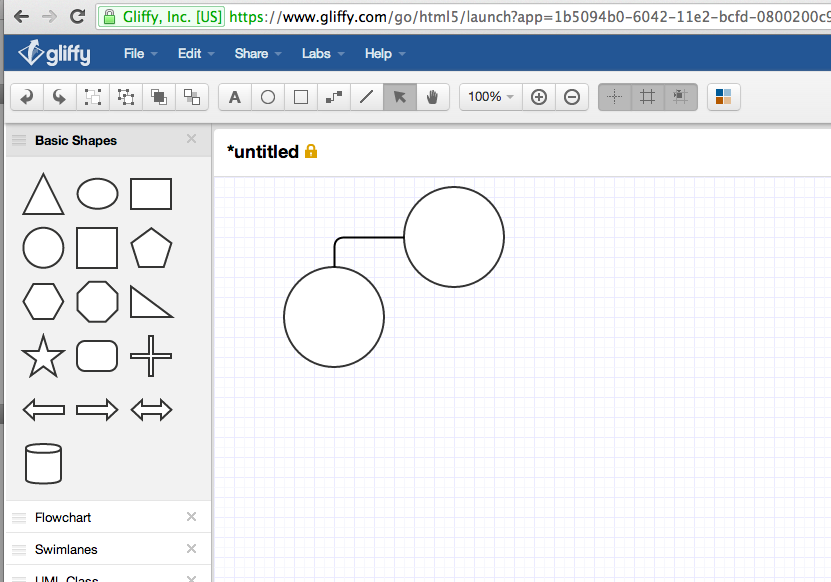 Gliffy, Inc. [US] https://www.gliffy.com/go/html5/launch?app=1b5094b0-6042-11e2-bcfd-0800200c9
gliffy File Edit Share Labs Help
A 100%
Basic Shapes
*untitled
Flowchart
Swimlanes
UML Class